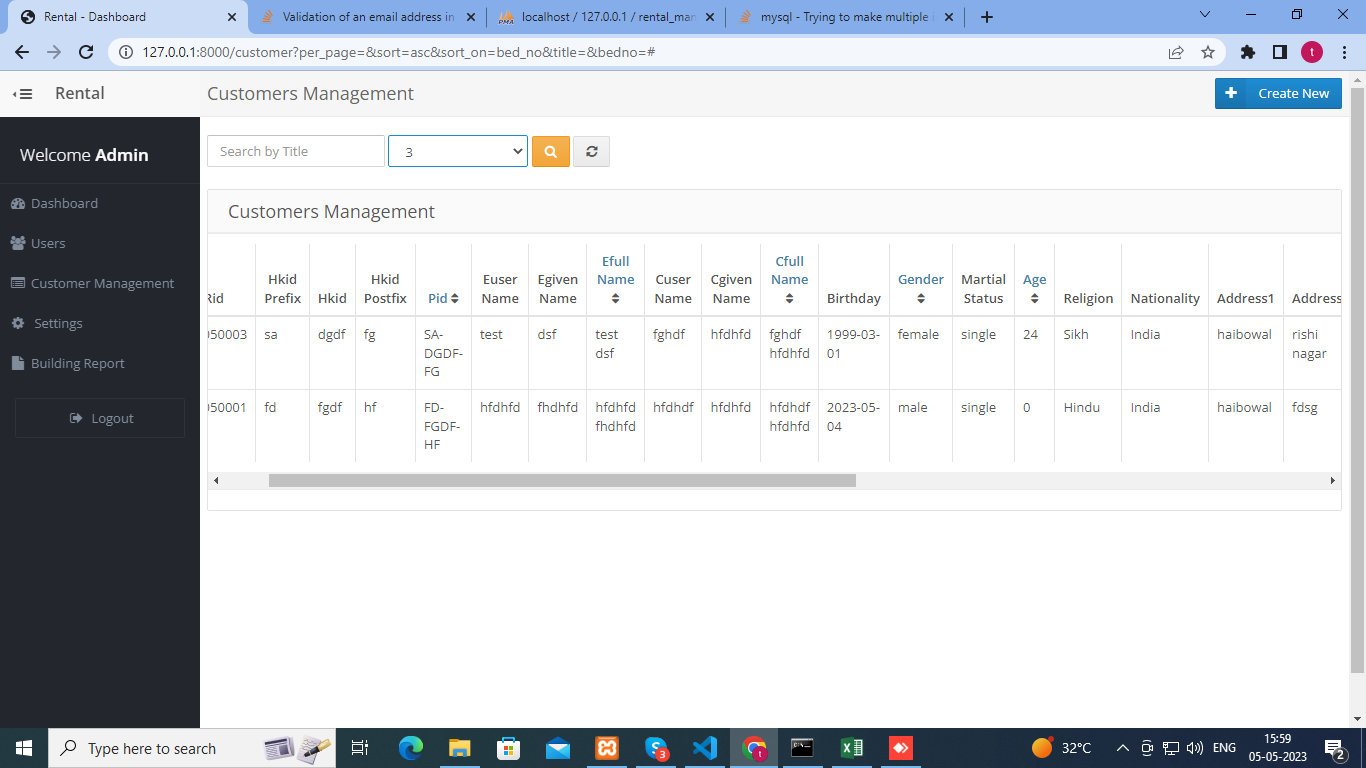 Rental - Dashboard
Validation of an email address in
localhost / 127.0.0.1 / rental_man
mysql - Trying to make multiple
127.0.0.1:8000/customer?per_page=&sort=asc&sort_on=bed_no&title=&bedno=#
t
Rental
Customers Management
Create New
Welcome Admin
Search by Title
3
Dashboard
Users
Customer Management
Settings
Building Report
Logout
Customers Management
Rid Hkid Prefix Hkid Hkid Postfix Pid Euser Name Egiven Name Efull Name Cuser Name Cgiven Name Cfull Name Birthday Gender Martial Status Age Religion Nationality Address1 Address
050003 sa dgdf fg SA-DGDF-FG test dsf test dsf fghdf hfdhfd fghdf hfdhfd 1999-03-01 female single 24 Sikh India haibowal rishi nagar
050001 fd fgdf hf FD-FGDF-HF hfdhfd fhdhfd hfdhfd fhdhfd hfdhdf hfdhfd hfdhdf hfdhfd 2023-05-04 male single 0 Hindu India haibowal fdsg
Type here to search
3
t
32°C
ENG
15:59
05-05-2023
2